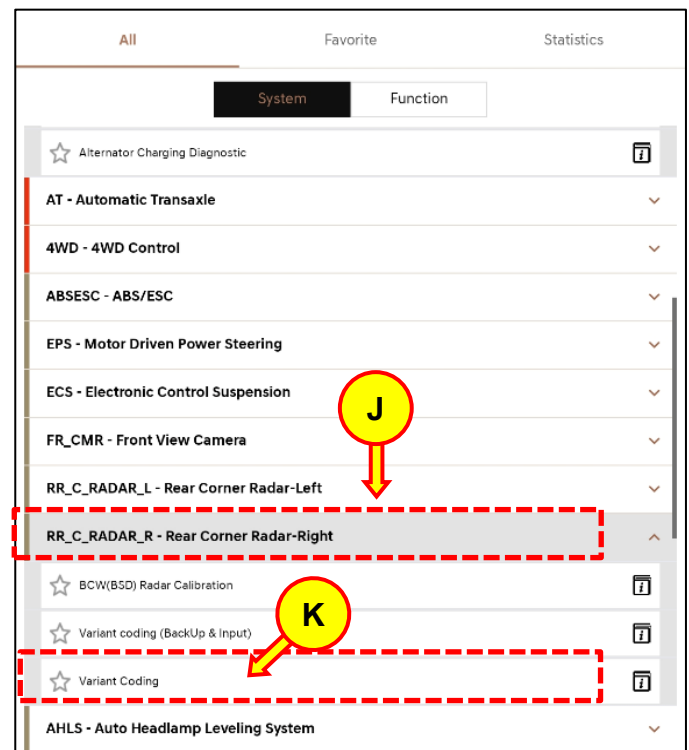 All Favorite Statistics
System Function
Alternator Charging Diagnostic
AT - Automatic Transaxle
4WD - 4WD Control
ABSESC - ABS/ESC
EPS - Motor Driven Power Steering
ECS - Electronic Control Suspension
J
FR_CMR - Front View Camera
RR_C_RADAR_L - Rear Corner Radar-Left
RR_C_RADAR_R - Rear Corner Radar-Right
BCW(BSD) Radar Calibration
K
Variant coding (BackUp & Input)
Variant Coding
AHLS - Auto Headlamp Leveling System